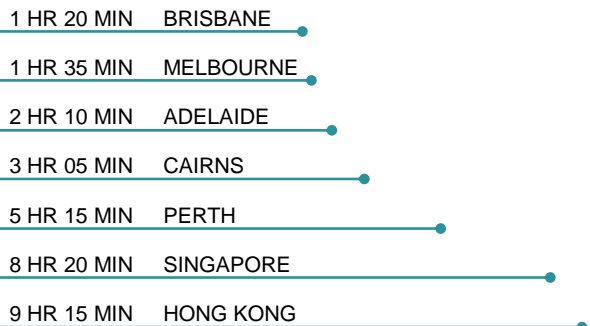 1 HR 20 MIN BRISBANE
1 HR 35 MIN MELBOURNE
2 HR 10 MIN ADELAIDE
3 HR 05 MIN CAIRNS
5 HR 15 MIN PERTH
8 HR 20 MIN SINGAPORE
9 HR 15 MIN HONG KONG